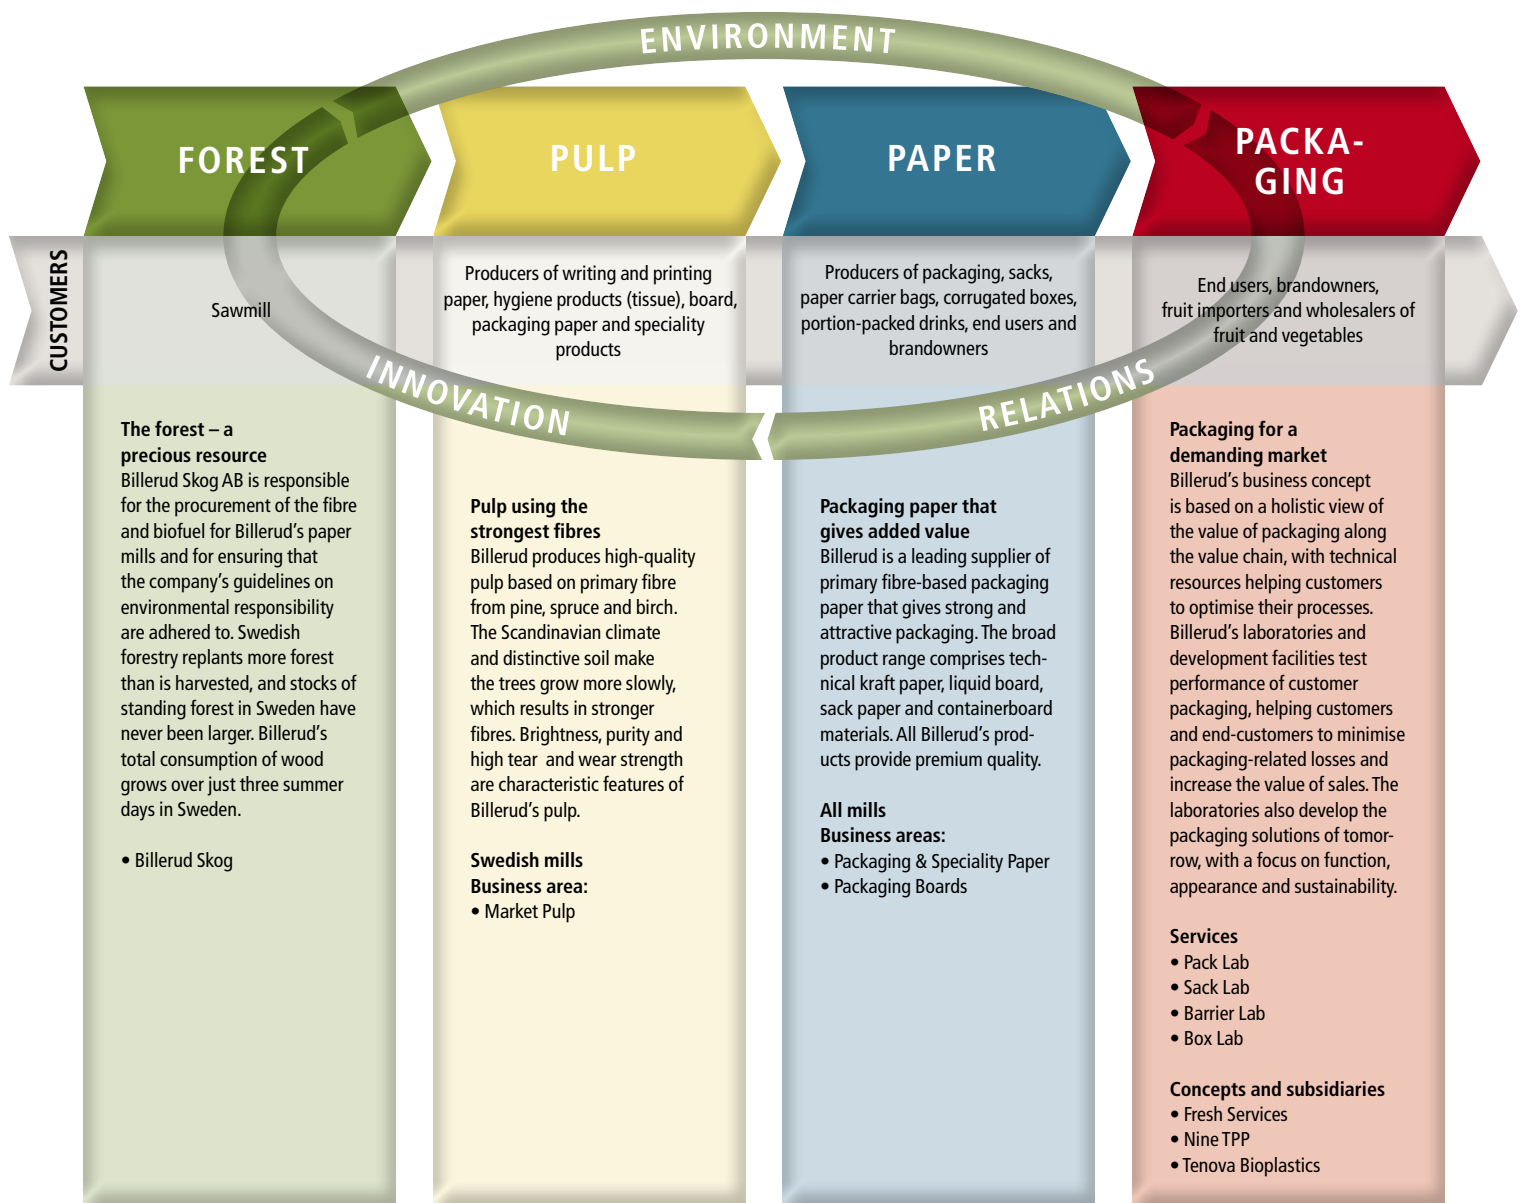 ENVIRONMENT
FOREST
PULP
PAPER
PACKA-
GING
CUSTOMERS
Sawmill
Producers of writing and printing
paper, hygiene products (tissue), board,
packaging paper and speciality
products
Producers of packaging, sacks,
paper carrier bags, corrugated boxes,
portion-packed drinks, end users and
brandowners
End users, brandowners,
fruit importers and wholesalers of
fruit and vegetables
INNOVATION
RELATIONS
The forest – a
precious resource
Billerud Skog AB is responsible
for the procurement of the fibre
and biofuel for Billerud's paper
mills and for ensuring that
the company's guidelines on
environmental responsibility
are adhered to. Swedish
forestry replants more forest
than is harvested, and stocks of
standing forest in Sweden have
never been larger. Billerud's
total consumption of wood
grows over just three summer
days in Sweden.
• Billerud Skog
Pulp using the
strongest fibres
Billerud produces high-quality
pulp based on primary fibre
from pine, spruce and birch.
The Scandinavian climate
and distinctive soil make
the trees grow more slowly,
which results in stronger
fibres. Brightness, purity and
high tear and wear strength
are characteristic features of
Billerud's pulp.
Swedish mills
Business area:
• Market Pulp
Packaging paper that
gives added value
Billerud is a leading supplier of
primary fibre-based packaging
paper that gives strong and
attractive packaging. The broad
product range comprises tech-
nical kraft paper, liquid board,
sack paper and containerboard
materials. All Billerud's prod-
ucts provide premium quality.
All mills
Business areas:
• Packaging & Speciality Paper
• Packaging Boards
Packaging for a
demanding market
Billerud's business concept
is based on a holistic view of
the value of packaging along
the value chain, with technical
resources helping customers
to optimise their processes.
Billerud's laboratories and
development facilities test
performance of customer
packaging, helping customers
and end-customers to minimise
packaging-related losses and
increase the value of sales. The
laboratories also develop the
packaging solutions of tomor-
row, with a focus on function,
appearance and sustainability.
Services
• Pack Lab
• Sack Lab
• Barrier Lab
• Box Lab
Concepts and subsidiaries
• Fresh Services
• Nine TPP
• Tenova Bioplastics